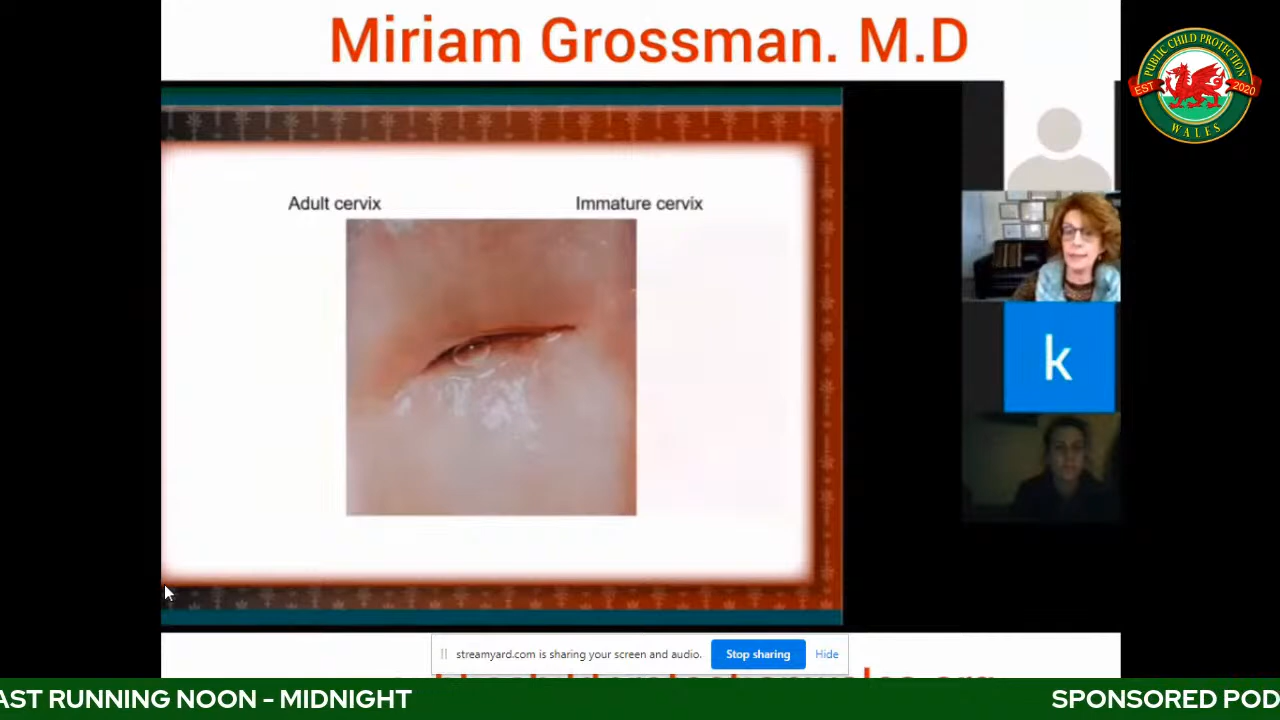 Miriam Grossman. M.D
PUBLIC CHILD PROTECTION
EST 2020
WALES
Adult cervix Immature cervix
k
streamyard.com is sharing your screen and audio. Stop sharing Hide
AST RUNNING NOON - MIDNIGHT SPONSORED POD